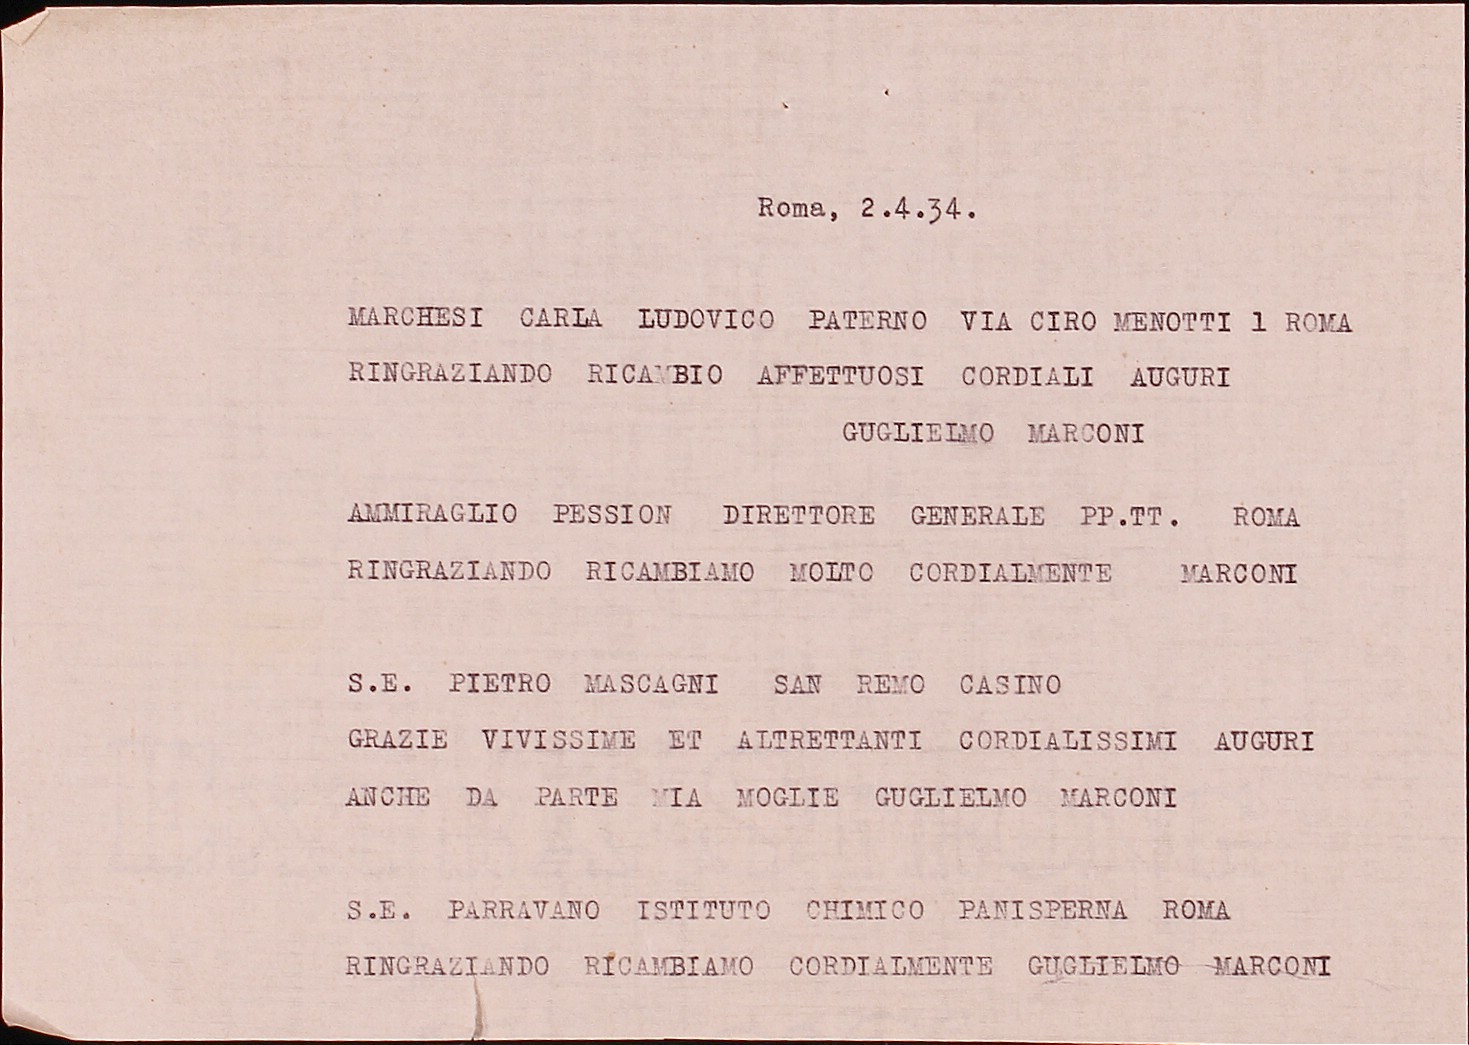 Roma, 2.4.34.
MARCHESI CARLA LUDOVICO PATERNO VIA CIRO MENOTTI 1 ROMA
RINGRAZIANDO RICAMBIO AFFETTUOSI CORDIALI AUGURI
GUGLIELMO MARCONI
AMMIRAGLIO PESSION DIRETTORE GENERALE PP.TT. ROMA
RINGRAZIANDO RICAMBIAMO MOLTO CORDIALMENTE MARCONI
S.E. PIETRO MASCAGNI SAN REMO CASINO
GRAZIE VIVISSIME ET ALTRETTANTI CORDIALISSIMI AUGURI
ANCHE DA PARTE MIA MOGLIE GUGLIELMO MARCONI
S.E. PARRAVANO ISTITUTO CHIMICO PANISPERNA ROMA
RINGRAZIANDO RICAMBIAMO CORDIALMENTE GUGLIELMO MARCONI